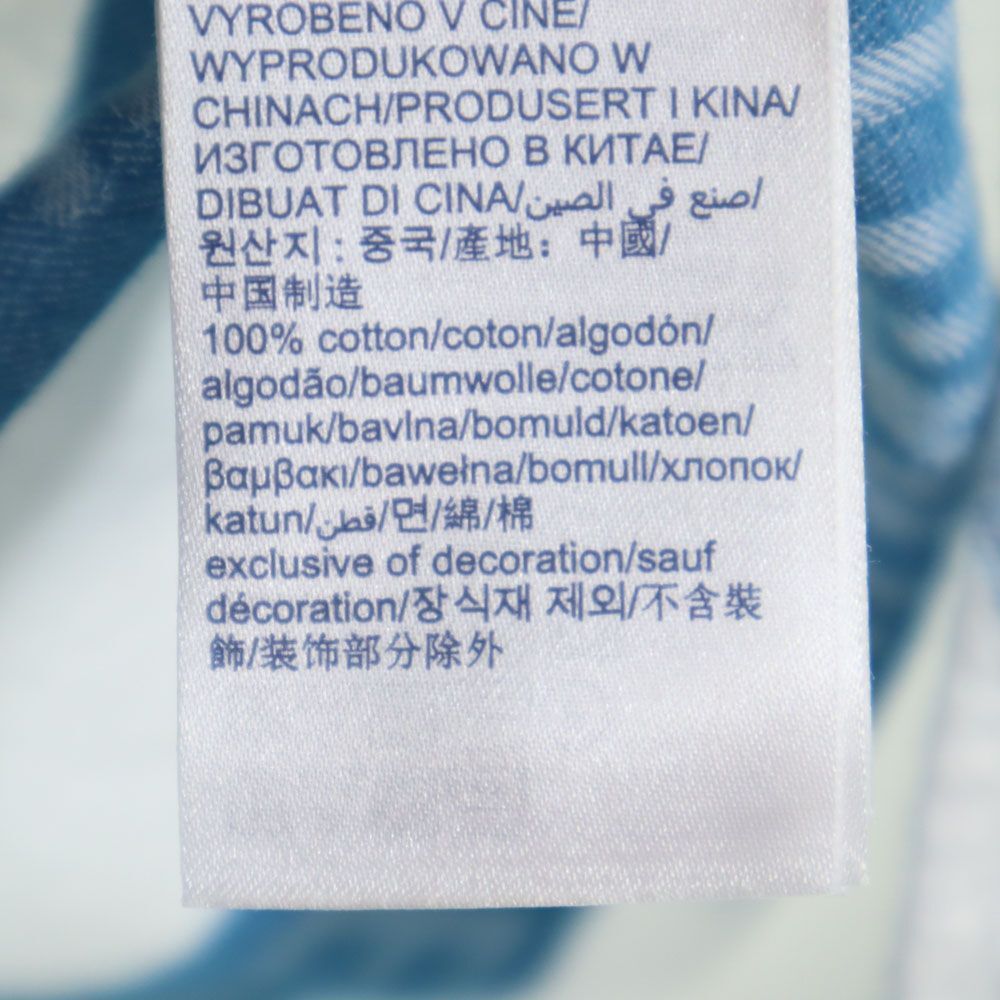 VYROBENO V ČÍNĚ/
WYPRODUKOWANO W
CHINACH/PRODUSERT I KINA/
ИЗГОТОВЛЕНО В КИТАЕ/
DIBUAT DI CINA/صنع في الصين/
원산지 : 중국/產地：中國/
中国制造
100% cotton/coton/algodón/
algodão/baumwolle/cotone/
pamuk/bavlna/bomuld/katoen/
βαμβακι/bawełna/bomull/хлопок/
katun/قطن/면/綿/棉
exclusive of decoration/sauf
décoration/장식재 제외/不含裝
飾/装饰部分除外